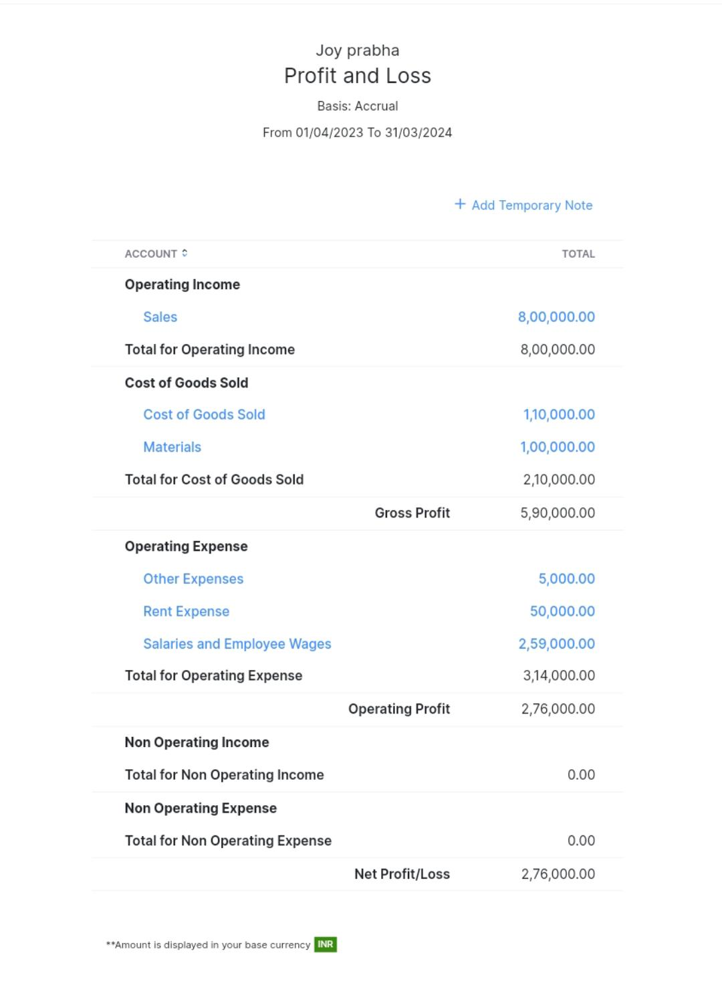 Joy prabha
Profit and Loss
Basis: Accrual
From 01/04/2023 To 31/03/2024
+ Add Temporary Note
ACCOUNT TOTAL
Operating Income
Sales 8,00,000.00
Total for Operating Income 8,00,000.00
Cost of Goods Sold
Cost of Goods Sold 1,10,000.00
Materials 1,00,000.00
Total for Cost of Goods Sold 2,10,000.00
Gross Profit 5,90,000.00
Operating Expense
Other Expenses 5,000.00
Rent Expense 50,000.00
Salaries and Employee Wages 2,59,000.00
Total for Operating Expense 3,14,000.00
Operating Profit 2,76,000.00
Non Operating Income
Total for Non Operating Income 0.00
Non Operating Expense
Total for Non Operating Expense 0.00
Net Profit/Loss 2,76,000.00
**Amount is displayed in your base currency INR